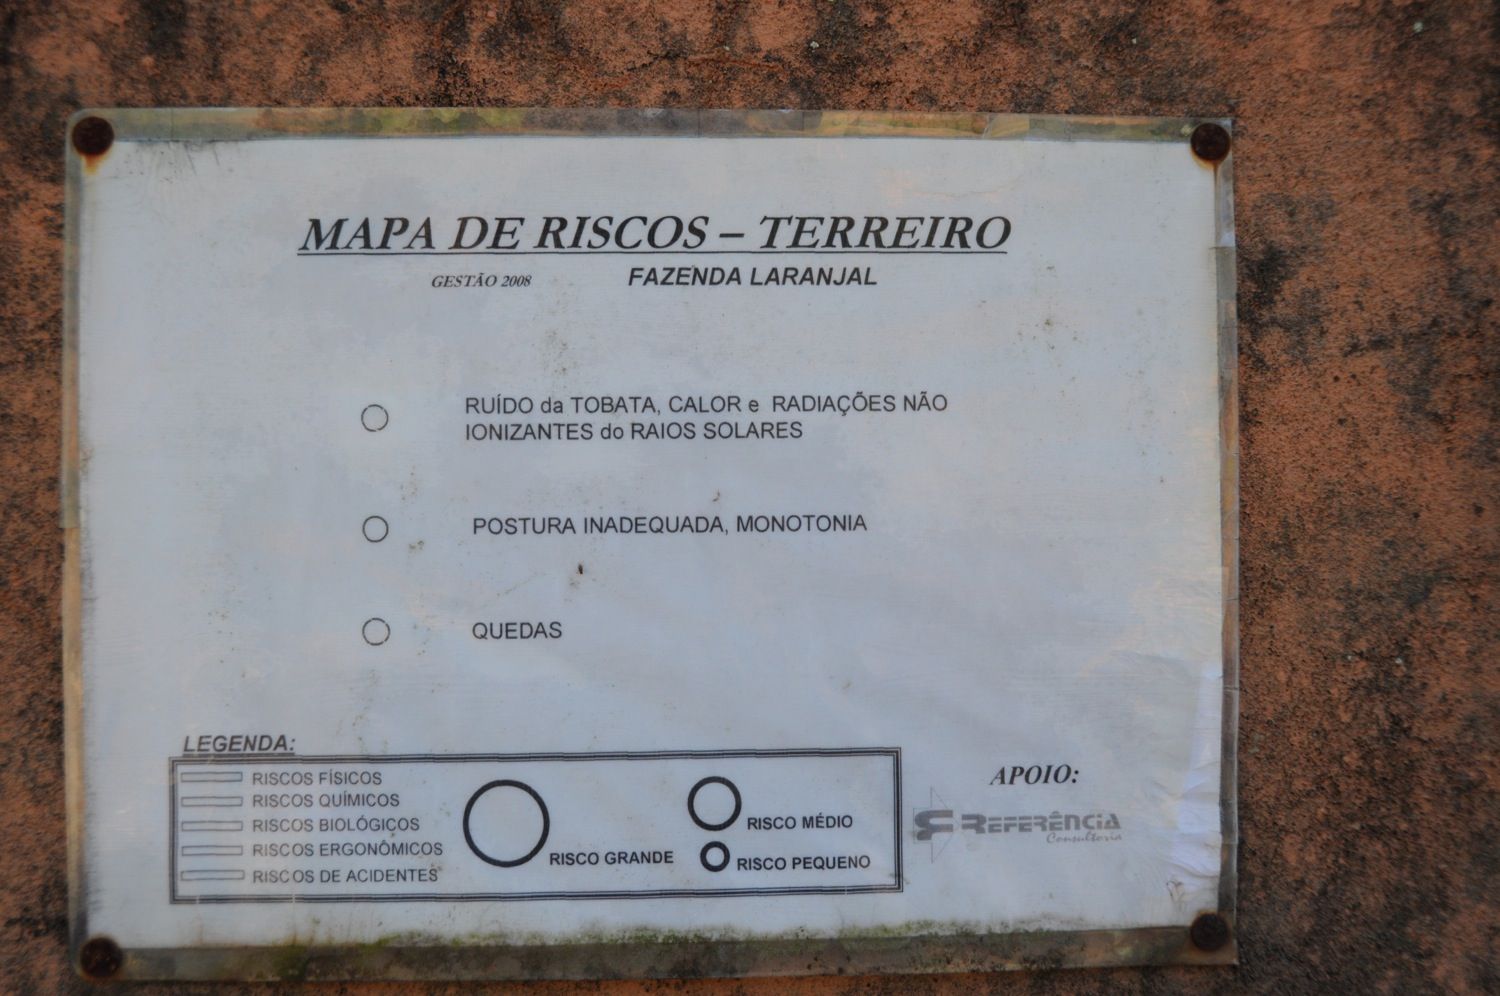 MAPA DE RISCOS – TERREIRO
GESTÃO 2008 FAZENDA LARANJAL
RUÍDO da TOBATA, CALOR e RADIAÇÕES NÃO
IONIZANTES do RAIOS SOLARES
POSTURA INADEQUADA, MONOTONIA
QUEDAS
LEGENDA:
RISCOS FÍSICOS
RISCOS QUÍMICOS
RISCOS BIOLÓGICOS
RISCOS ERGONÔMICOS
RISCOS DE ACIDENTES
RISCO GRANDE
RISCO MÉDIO
RISCO PEQUENO
APOIO:
REFERÊNCIA
Consultoria